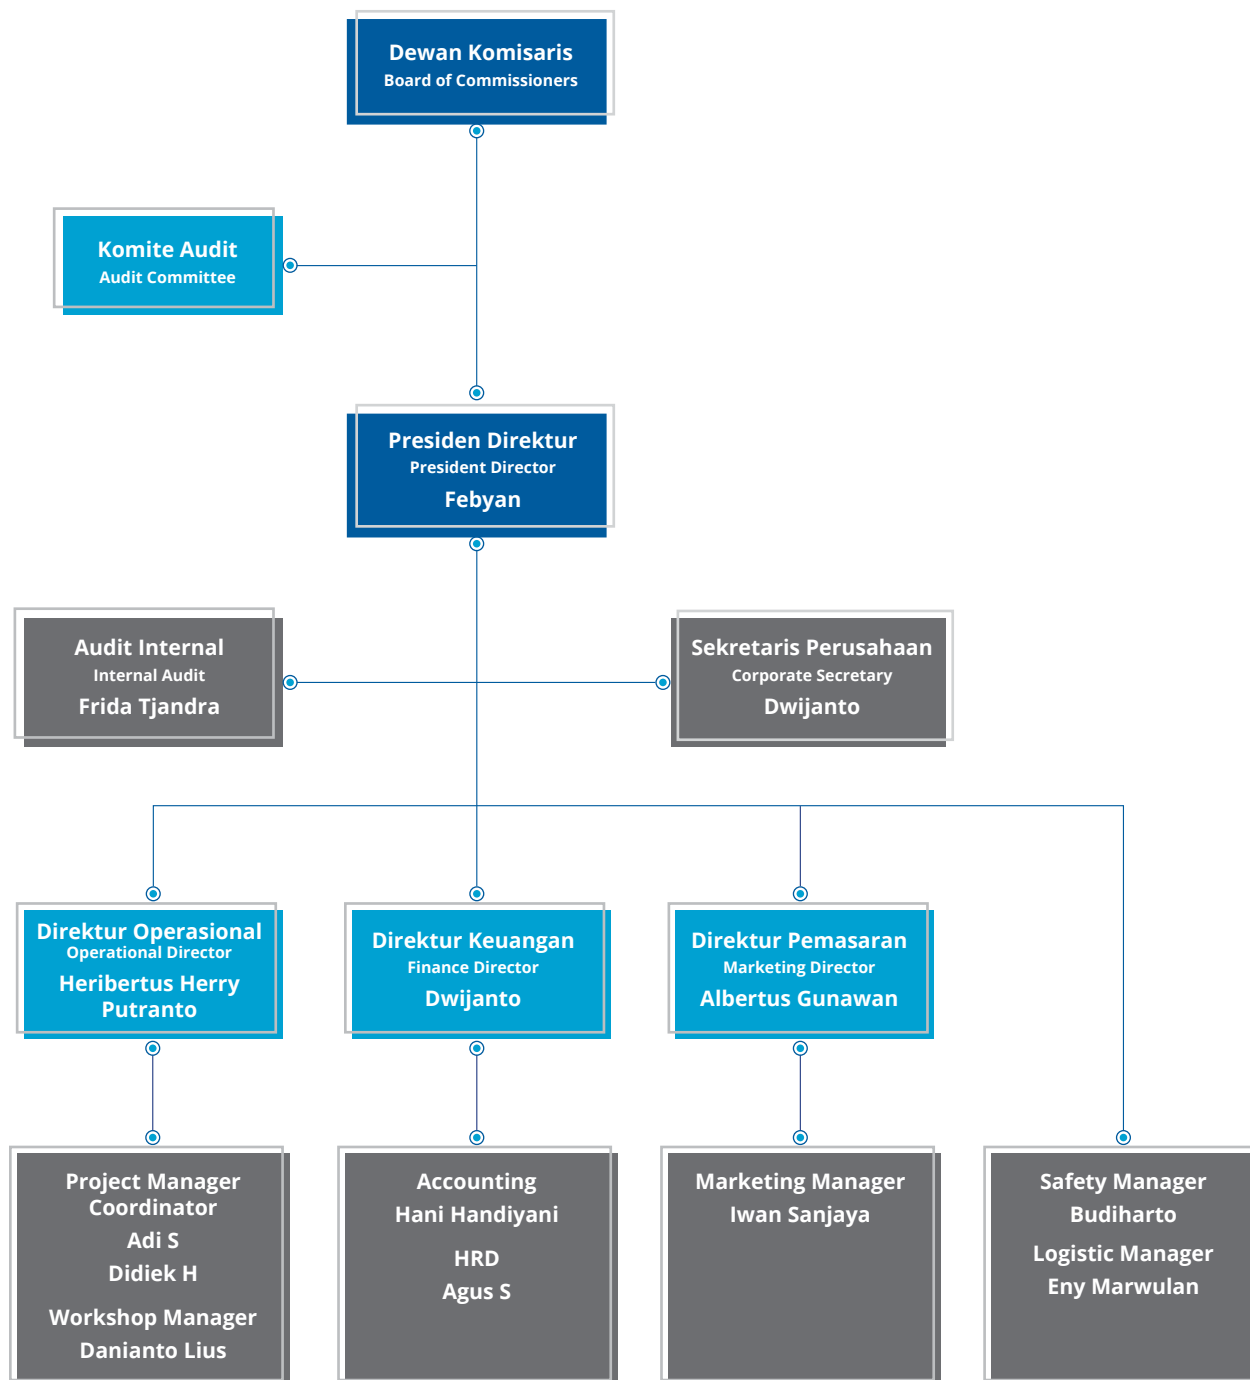 Dewan Komisaris
Board of Commissioners
Komite Audit
Audit Committee
Presiden Direktur
President Director
Febyan
Audit Internal
Internal Audit
Frida Tjandra
Sekretaris Perusahaan
Corporate Secretary
Dwijanto
Direktur Operasional
Operational Director
Heribertus Herry
Putranto
Direktur Keuangan
Finance Director
Dwijanto
Direktur Pemasaran
Marketing Director
Albertus Gunawan
Project Manager
Coordinator
Adi S
Didiek H
Workshop Manager
Danianto Lius
Accounting
Hani Handiyani
HRD
Agus S
Marketing Manager
Iwan Sanjaya
Safety Manager
Budiharto
Logistic Manager
Eny Marwulan